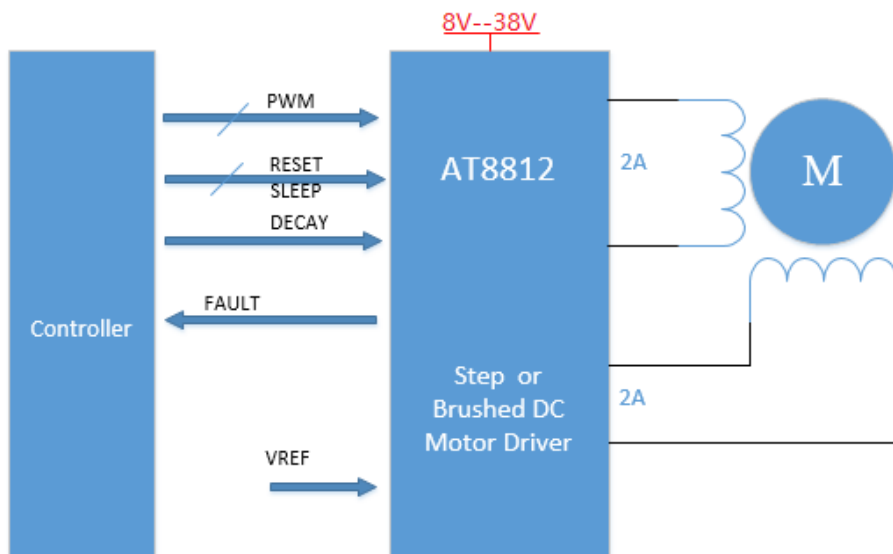 8V--38V
PWM
RESET
SLEEP
DECAY
FAULT
VREF
Controller
AT8812
Step or
Brushed DC
Motor Driver
2A
2A
M